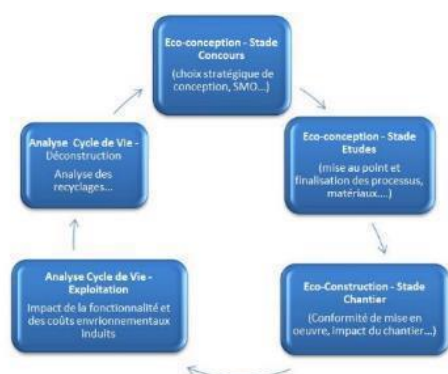 Eco-conception - Stade
Concours
(choix stratégique de
conception, SMO...)
Eco-conception - Stade
Etudes
(mise au point et
finalisation des processus,
matériaux....)
Eco-Construction - Stade
Chantier
(Conformité de mise en
oeuvre, impact du chantier...)
Analyse Cycle de Vie -
Exploitation
Impact de la fonctionnalité et
des coûts envrionnementaux
induits
Analyse Cycle de Vie -
Déconstruction
Analyse des
recyclages...